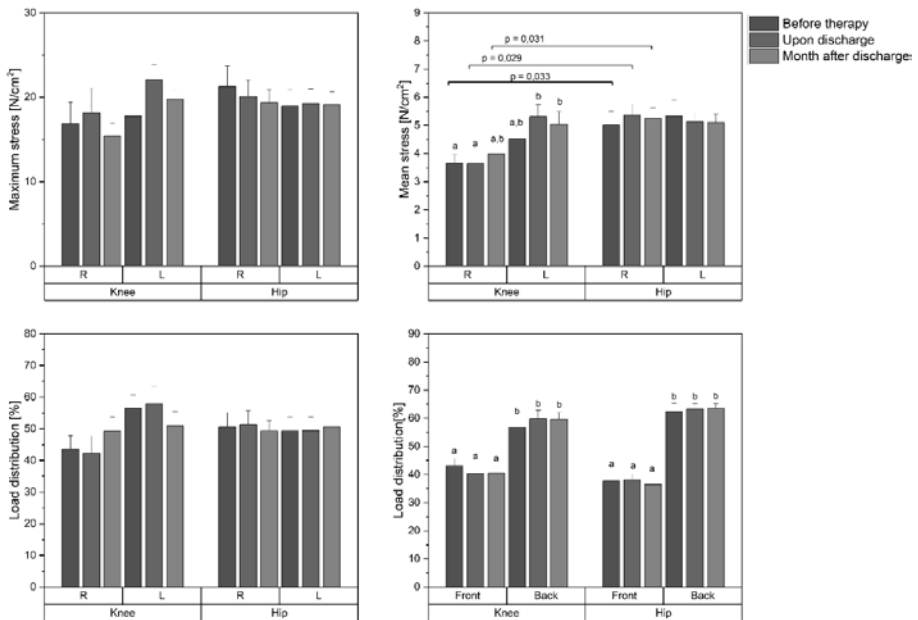 30
20
10
0
Maximum stress [N/cm²]
R L R L
Knee Hip
9
8
7
6
5
4
3
2
1
0
Mean stress [N/cm²]
p = 0,031
p = 0,029
p = 0,033
a a a,b a,b b b
R L R L
Knee Hip
Before therapy
Upon discharge
Month after discharge
80
70
60
50
40
30
20
10
0
Load distribution [%]
R L R L
Knee Hip
90
80
70
60
50
40
30
20
10
0
Load distribution[%]
a a a b b b a a a b b b
Front Back Front Back
Knee Hip